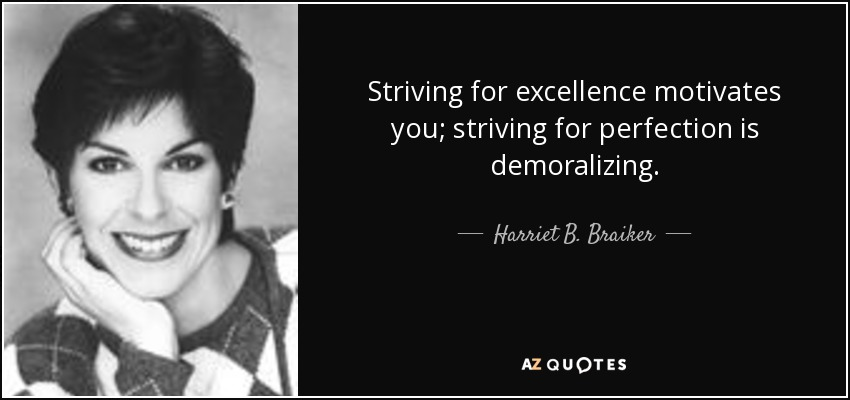 Striving for excellence motivates
you; striving for perfection is
demoralizing.
Harriet B. Braiker
AZ QUOTES